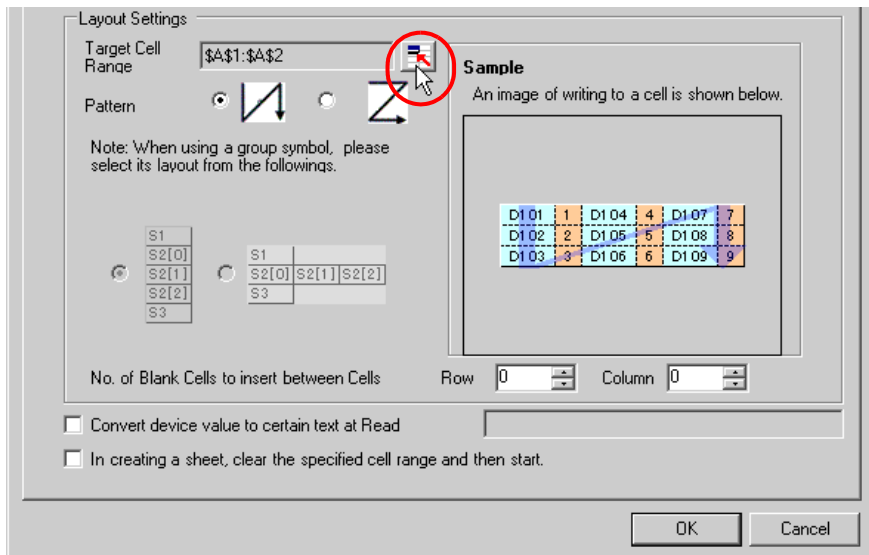 Layout Settings
Target Cell
Range
$A$1:$A$2
Pattern
Note: When using a group symbol, please
select its layout from the followings.
S1
S2[0]
S2[1]
S2[2]
S3
S1
S2[0] S2[1] S2[2]
S3
Sample
An image of writing to a cell is shown below.
D101 1 D104 4 D107 7
D102 2 D105 5 D108 8
D103 3 D106 6 D109 9
No. of Blank Cells to insert between Cells Row 0 Column 0
Convert device value to certain text at Read
In creating a sheet, clear the specified cell range and then start.
OK Cancel